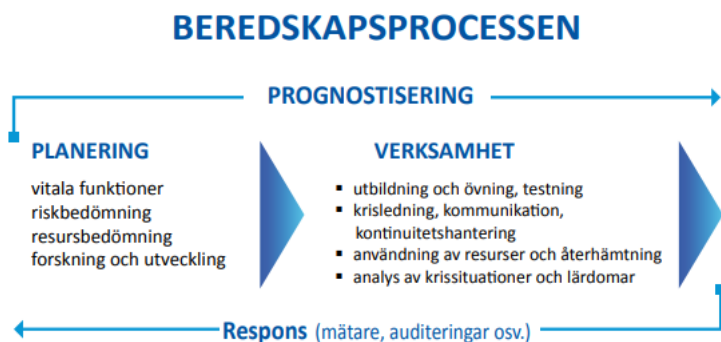 BEREDSKAPSPROCESSEN
PROGNOSTISERING
PLANERING
vitala funktioner
riskbedömning
resursbedömning
forskning och utveckling
VERKSAMHET
▪ utbildning och övning, testning
▪ krisledning, kommunikation,
kontinuitetshantering
▪ användning av resurser och återhämtning
▪ analys av krissituationer och lärdomar
Respons (mätare, auditeringar osv.)